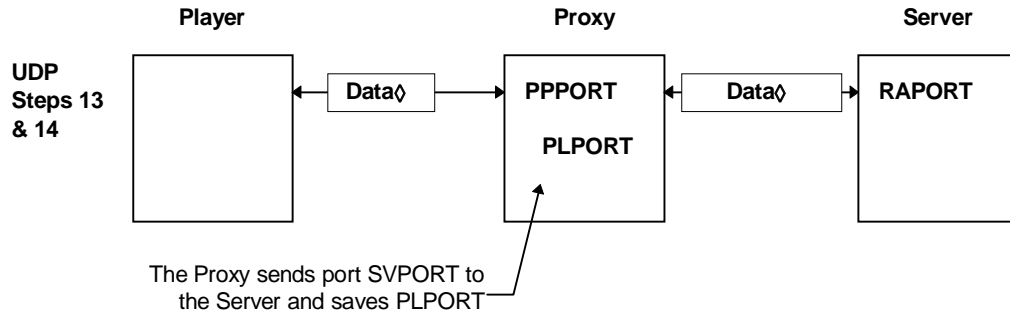 Player Proxy Server
UDP
Steps 13
& 14
Data◊
PPPORT
Data◊
RAPORT
PLPORT
The Proxy sends port SVPORT to
the Server and saves PLPORT